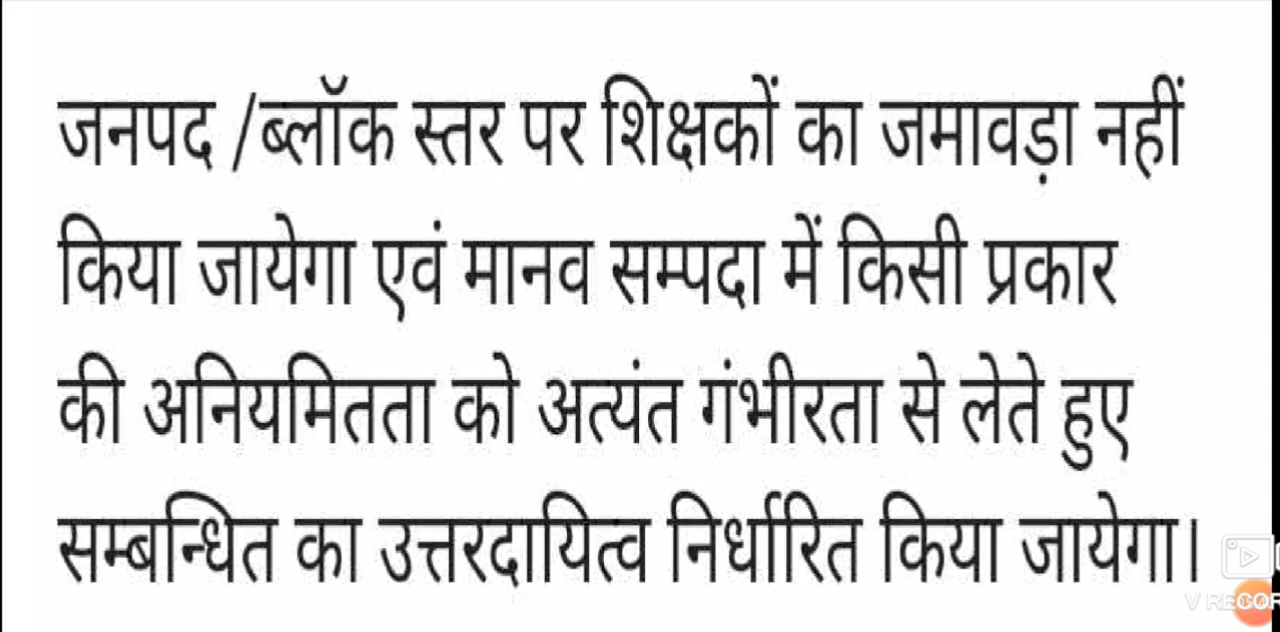 जनपद /ब्लॉक स्तर पर शिक्षकों का जमावड़ा नहीं
किया जायेगा एवं मानव सम्पदा में किसी प्रकार
की अनियमितता को अत्यंत गंभीरता से लेते हुए
सम्बन्धित का उत्तरदायित्व निर्धारित किया जायेगा।